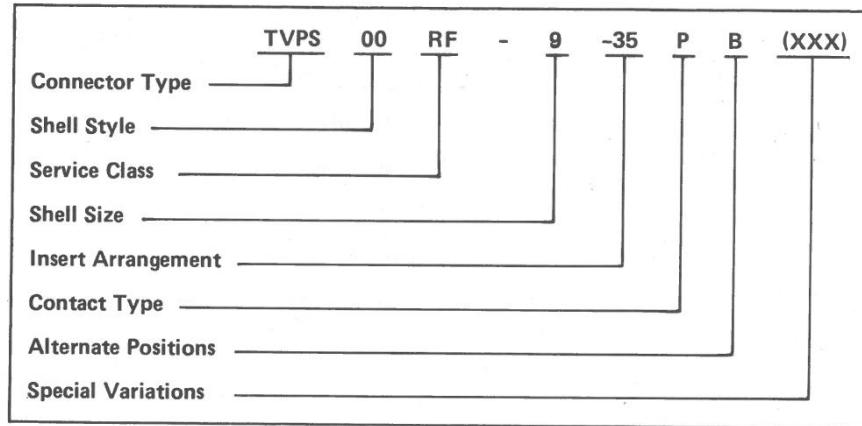 TVPS 00 RF - 9 -35 P B (XXX)
Connector Type
Shell Style
Service Class
Shell Size
Insert Arrangement
Contact Type
Alternate Positions
Special Variations